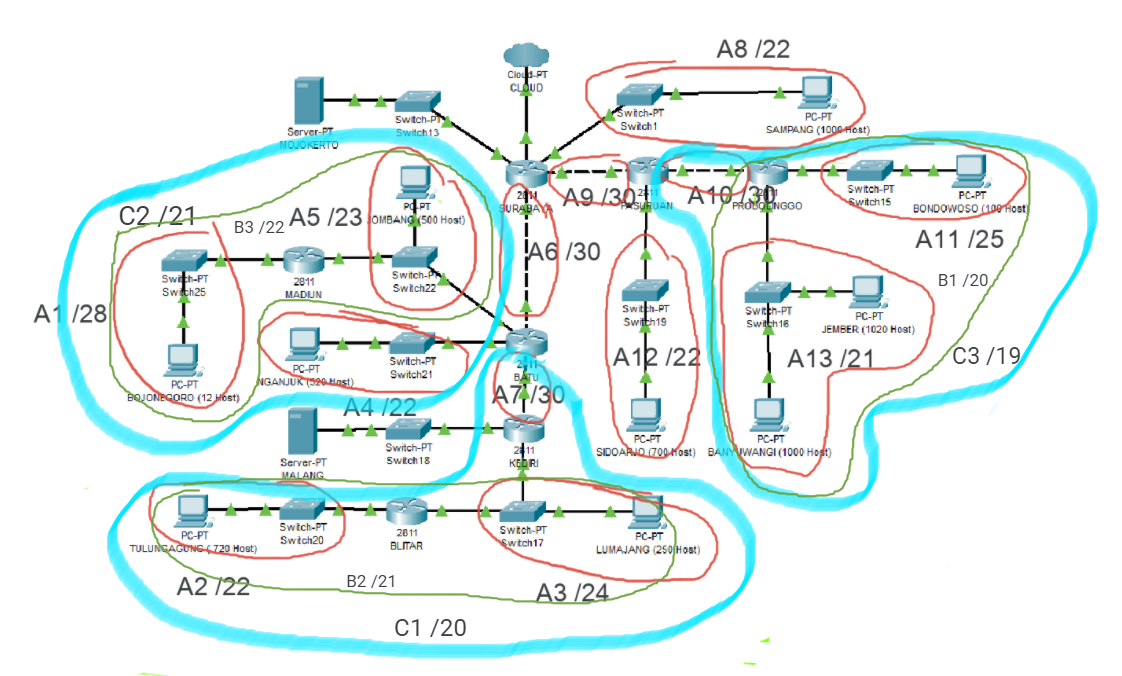 A8 /22
Cloud-PT
CLOUD
Server-PT
MOJOKERTO
Switch-PT
Switch13
Switch-PT
Switch1
PC-PT
SAMPANG (1000 Host)
2811
SURABAYA
A9 /30
2811
PASURUAN
A10 /30
2811
PROBOLINGGO
Switch-PT
Switch15
PC-PT
BONDOWOSO (100 Host)
A11 /25
C2 /21
B3 /22
A5 /23
PC-PT
JOMBANG (500 Host)
A6 /30
Switch-PT
Switch25
2811
MADIUN
Switch-PT
Switch22
B1 /20
A1 /28
Switch-PT
Switch19
Switch-PT
Switch16
PC-PT
JEMBER (1020 Host)
A12 /22
A13 /21
C3 /19
PC-PT
BOJONEGORO (12 Host)
PC-PT
NGANJUK (520 Host)
Switch-PT
Switch21
2811
BATU
A7 /30
A4 /22
Server-PT
MALANG
Switch-PT
Switch18
2811
KEDIRI
PC-PT
SIDOARJO (700 Host)
PC-PT
BANYUWANGI (1000 Host)
PC-PT
TULUNGAGUNG (720 Host)
Switch-PT
Switch20
2811
BLITAR
Switch-PT
Switch17
PC-PT
LUMAJANG (250 Host)
A2 /22
B2 /21
A3 /24
C1 /20